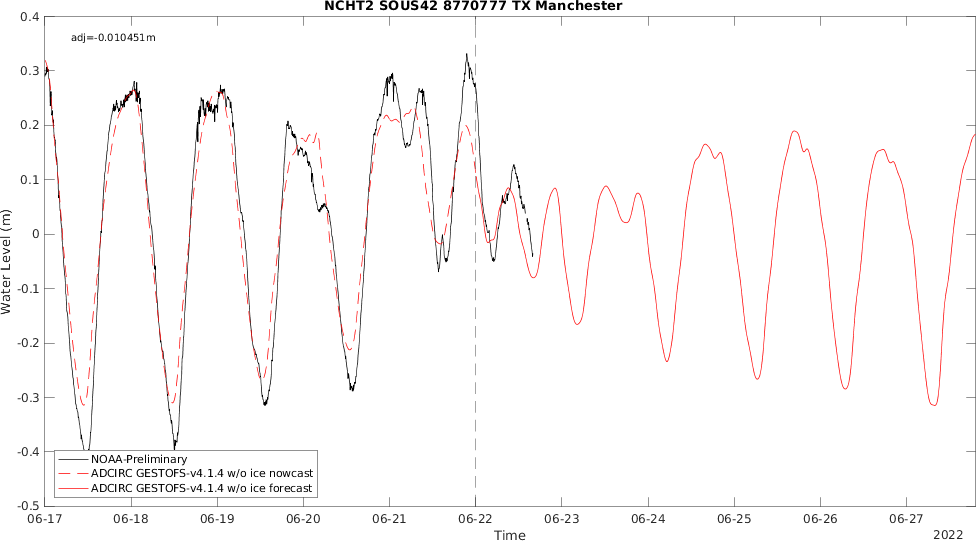 NCHT2 SOUS42 8770777 TX Manchester
adj=-0.010451m
0.4
0.3
0.2
0.1
0
-0.1
-0.2
-0.3
-0.4
-0.5
Water Level (m)
NOAA-Preliminary
ADCIRC GESTOFS-v4.1.4 w/o ice nowcast
ADCIRC GESTOFS-v4.1.4 w/o ice forecast
06-17 06-18 06-19 06-20 06-21 06-22 06-23 06-24 06-25 06-26 06-27
Time
2022